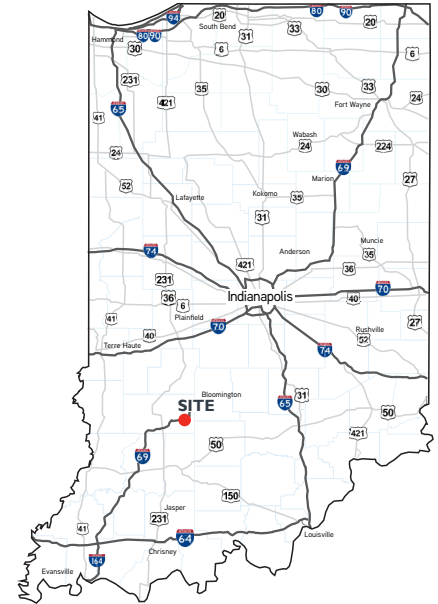 94
20
80
90
20
South Bend
33
31
Hammond
80 90
30
6
6
231
35
30
33
421
24
65
Fort Wayne
41
Wabash
24
224
24
69
Marion
27
52
Kokomo
35
Lafayette
31
Muncie
74
Anderson
35
421
36
231
70
36
6
Indianapolis
40
41
Plainfield
27
70
Rushville
40
52
Terre Haute
74
Bloomington
31
SITE
65
50
421
50
69
150
Jasper
231
41
Louisville
64
Chrisney
164
Evansville